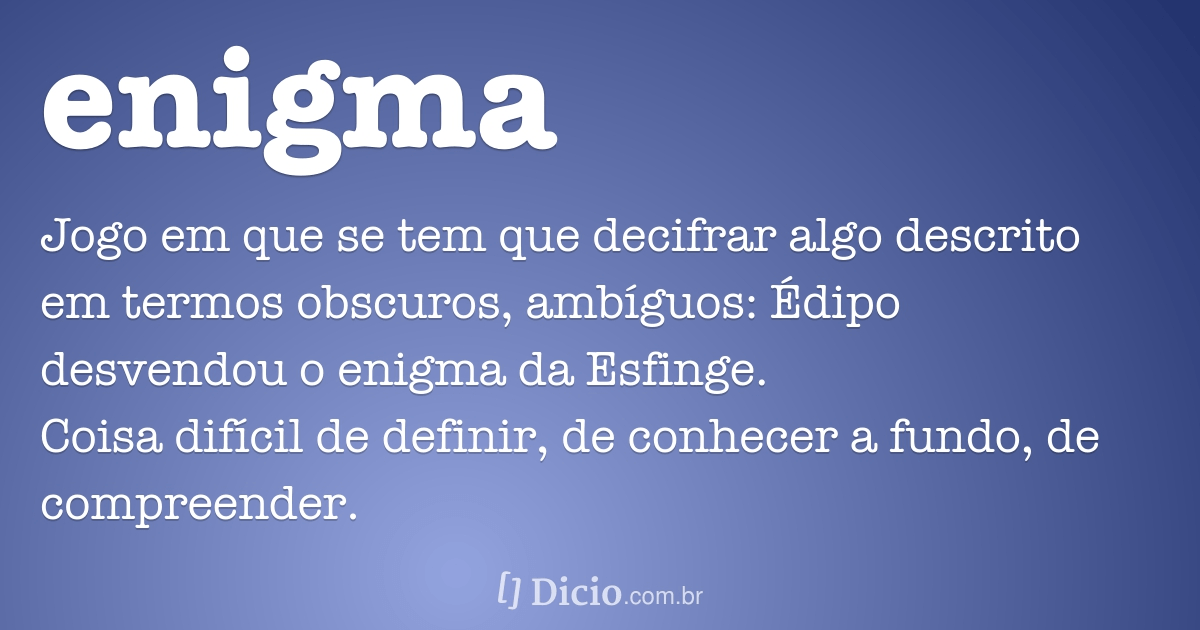 enigma
Jogo em que se tem que decifrar algo descrito
em termos obscuros, ambíguos: Édipo
desvendou o enigma da Esfinge.
Coisa difícil de definir, de conhecer a fundo, de
compreender.
[] Dicio.com.br